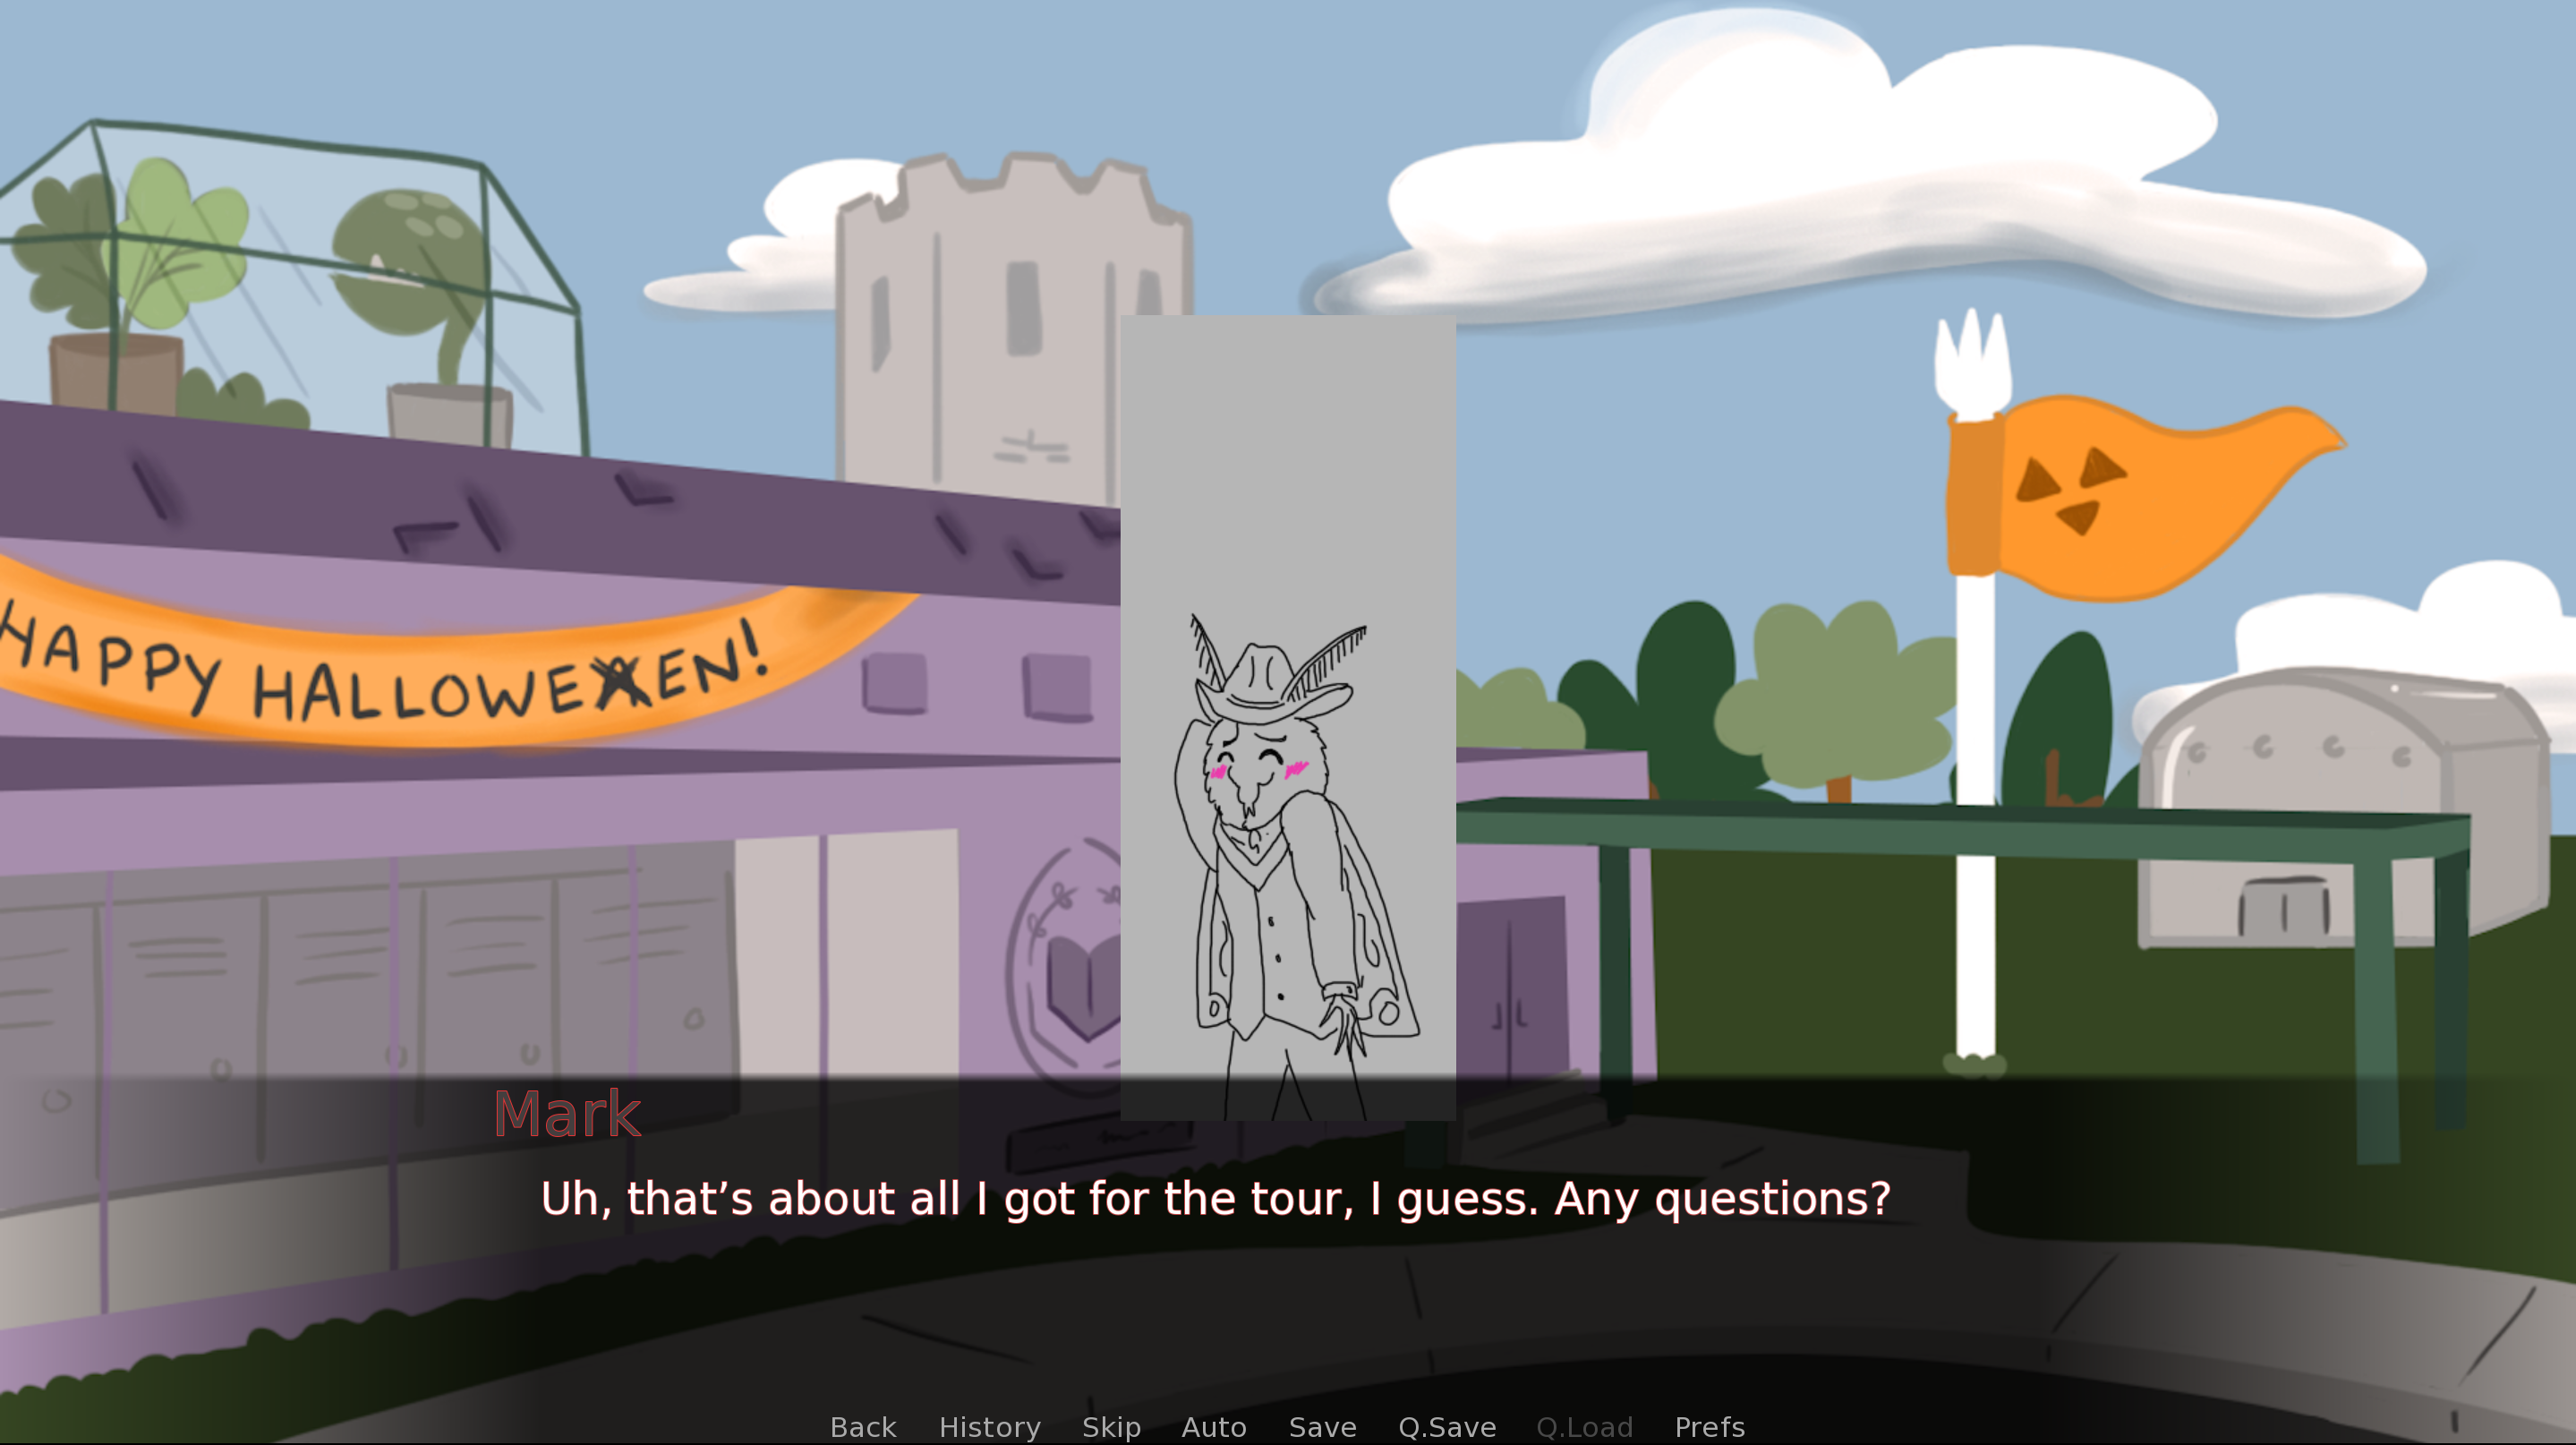 HAPPY HALLOWEEN!
Mark
Uh, that’s about all I got for the tour, I guess. Any questions?
Back History Skip Auto Save Q.Save Q.Load Prefs